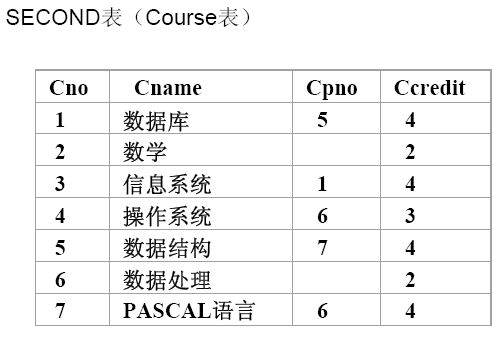 SECOND表（Course表）
Cno Cname Cpno Ccredit
1 数据库 5 4
2 数学 2
3 信息系统 1 4
4 操作系统 6 3
5 数据结构 7 4
6 数据处理 2
7 PASCAL语言 6 4